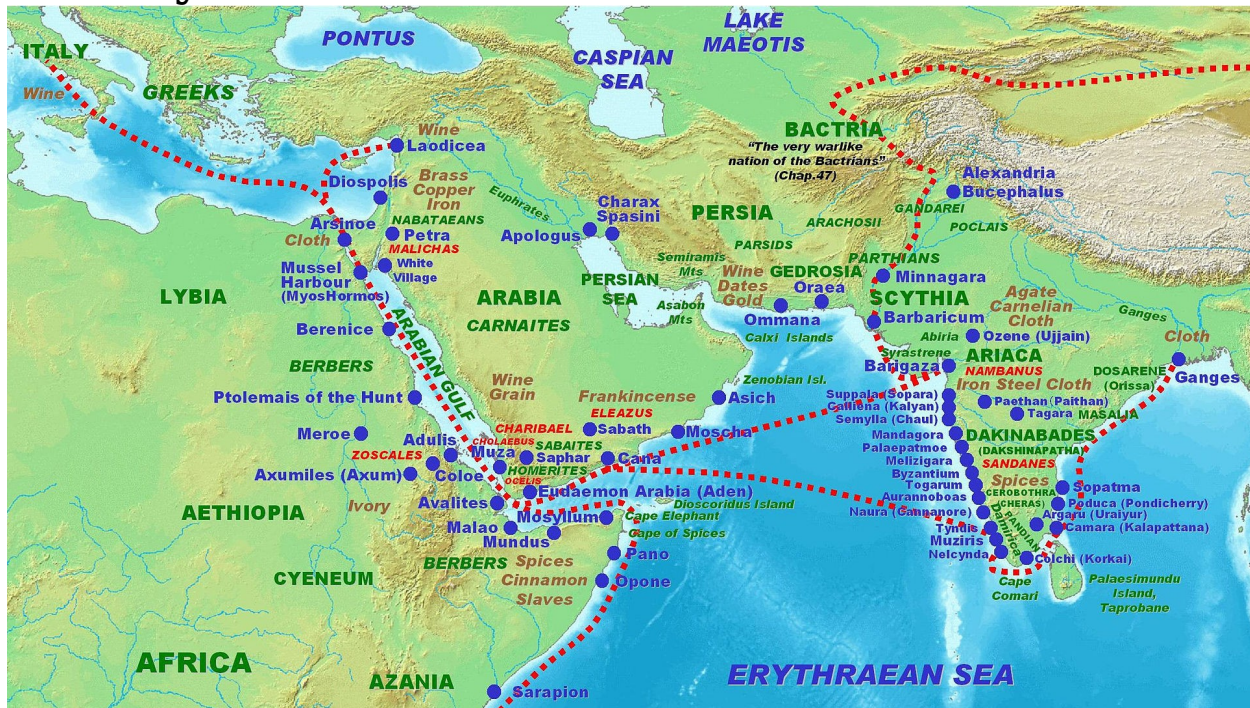 PONTUS
LAKE
MAEOTIS
CASPIAN
SEA
ITALY
Wine
GREEKS
Wine
Laodicea
BACTRIA
“The very warlike
nation of the Bactrians”
(Chap.47)
Alexandria
Bucephalus
Diospolis
Brass
Copper
Iron
Euphrates
NABATAEANS
Charax
Spasini
PERSIA
ARACHOSII
GANDAREI
POCLAIS
Arsinoe
Cloth
Petra
MALICHAS
Apologus
PARSIDS
Semiramis
Mts
PARTHIANS
Mussel
Harbour
(MyosHormos)
White
Village
PERSIAN
SEA
Wine
Dates
Gold
GEDROSIA
Oraea
Minnagara
LYBIA
ARABIA
CARNAITES
Asabon
Mts
Ommana
Calxi Islands
SCYTHIA
Barbaricum
Agate
Carnelian
Cloth
Ganges
Berenice
ARABIAN GULF
Abiria
Ozene (Ujjain)
Cloth
BERBERS
Syrastrene
ARIACA
Barigaza
NAMBANUS
DOSARENE
(Orissa)
Ganges
Wine
Grain
Frankincense
Zenobian Isl.
Iron Steel Cloth
Ptolemais of the Hunt
ELEAZUS
Asich
Suppala (Sopara)
Calliena (Kalyan)
Semylla (Chaul)
Paethan (Paithan)
Tagara
MASALIA
Meroe
Adulis
CHARIBAEL
Sabath
Moscha
Mandagora
DAKINABADES
(DAKSHINAPATHA)
ZOSCALES
CHOLAEBUS
SABAITES
Muza
Saphar
Cana
Palaepatmoe
Melizigara
SANDANES
Axumiles (Axum)
Coloe
HOMERITES
OCELIS
Byzantium
Togarum
Spices
Sopatma
AETHIOPIA
Ivory
Avalites
Eudaemon Arabia (Aden)
Dioscoridus Island
Aurannoboas
Naura (Cannanore)
CEROBOTHRA
(CHERAS)
Poduca (Pondicherry)
Argaru (Uraiyur)
Malao
Mosyllum
Cape Elephant
Cape of Spices
Tyndis
Muziris
PANDIAN
Damirica
Camara (Kalapattana)
Mundus
Nelcynda
Colchi (Korkai)
CYENEUM
BERBERS
Spices
Cinnamon
Slaves
Pano
Opone
Cape
Comari
Palaesimundu
Island,
Taprobane
AFRICA
AZANIA
Sarapion
ERYTHRAEAN SEA